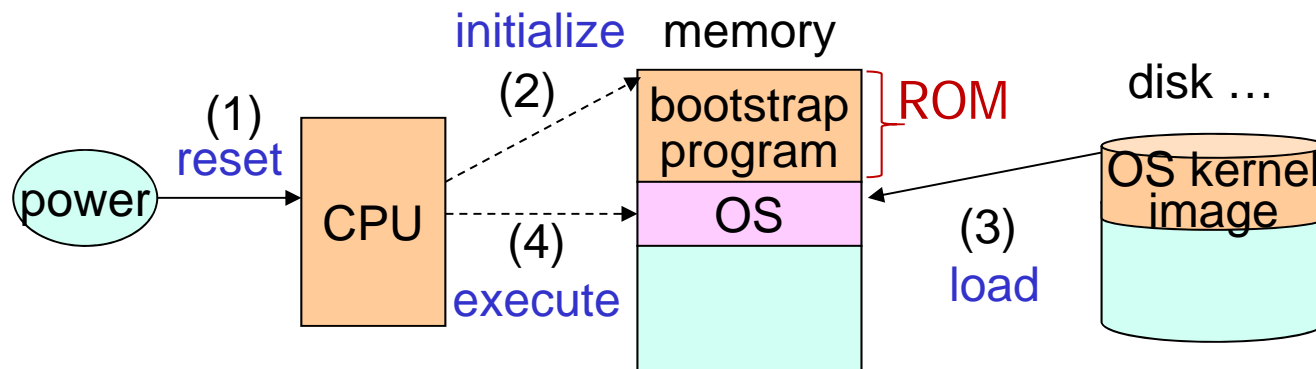 initialize
memory
(2)
disk …
(1)
reset
bootstrap
program
ROM
power
CPU
OS
OS kernel
image
(4)
execute
(3)
load